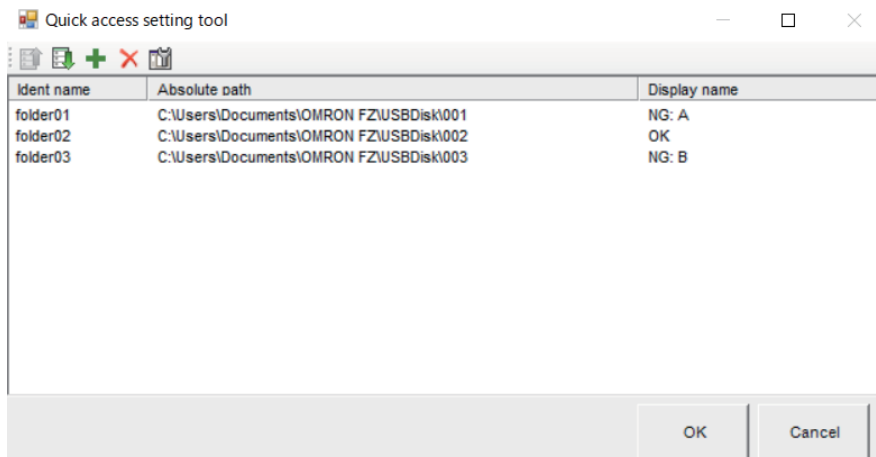 Quick access setting tool
Ident name Absolute path Display name
folder01 C:\Users\Documents\OMRON FZ\USBDisk\001 NG: A
folder02 C:\Users\Documents\OMRON FZ\USBDisk\002 OK
folder03 C:\Users\Documents\OMRON FZ\USBDisk\003 NG: B
OK Cancel